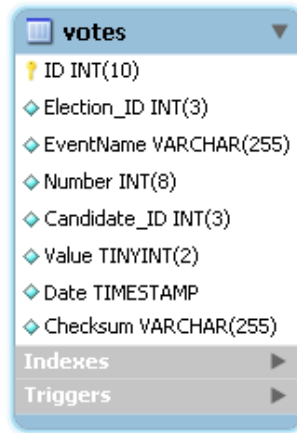 votes
ID INT(10)
Election_ID INT(3)
EventName VARCHAR(255)
Number INT(8)
Candidate_ID INT(3)
Value TINYINT(2)
Date TIMESTAMP
Checksum VARCHAR(255)
Indexes
Triggers